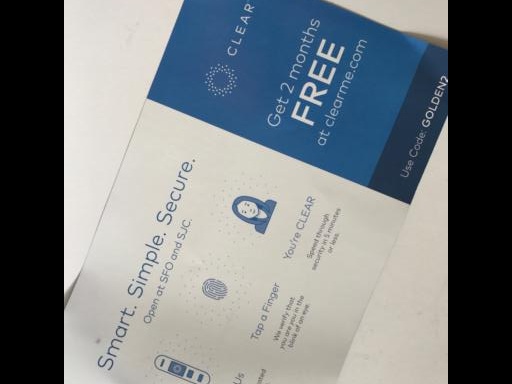 CLEAR
Get 2 months
FREE
at clearme.com
Use Code: GOLDEN2
Smart. Simple. Secure.
Open at SFO and SJC.
You're CLEAR
Speed through
security in 5 minutes
or less.
Tap a Finger
We verify that
you are you in the
blink of an eye.
Us